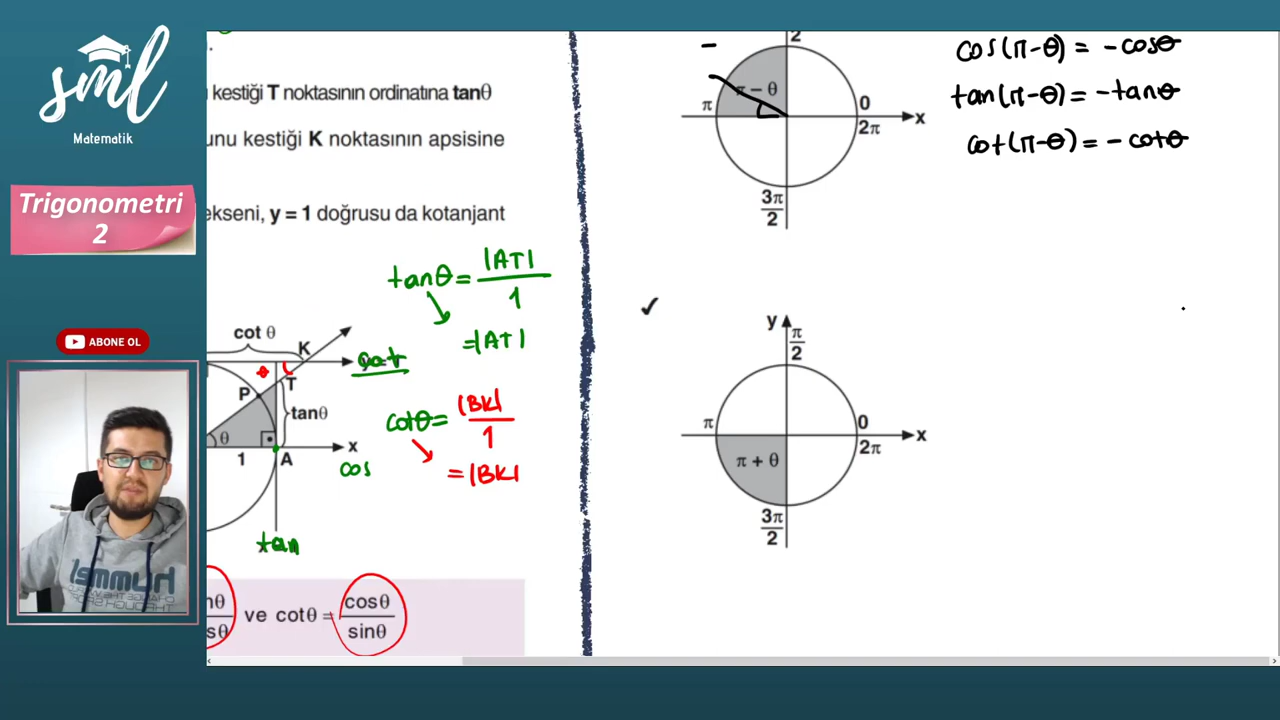 sml
Matematik
Trigonometri
2
ABONE OL
kestiği T noktasının ordinatına tanθ
unu kestiği K noktasının apsisine
ekseni, y = 1 doğrusu da kotanjant
tanθ = |AT| / 1
= |AT|
cotθ = |BK| / 1
= |BK|
cot θ
K
cot
P
T
tanθ
θ
1
A
x
cos
tan
ve cotθ = cosθ / sinθ
2
π − θ
π
0
2π
x
3π
2
cos(π-θ) = -cosθ
tan(π-θ) = -tanθ
cot(π-θ) = -cotθ
✓
y
π
2
π
0
2π
x
π + θ
3π
2